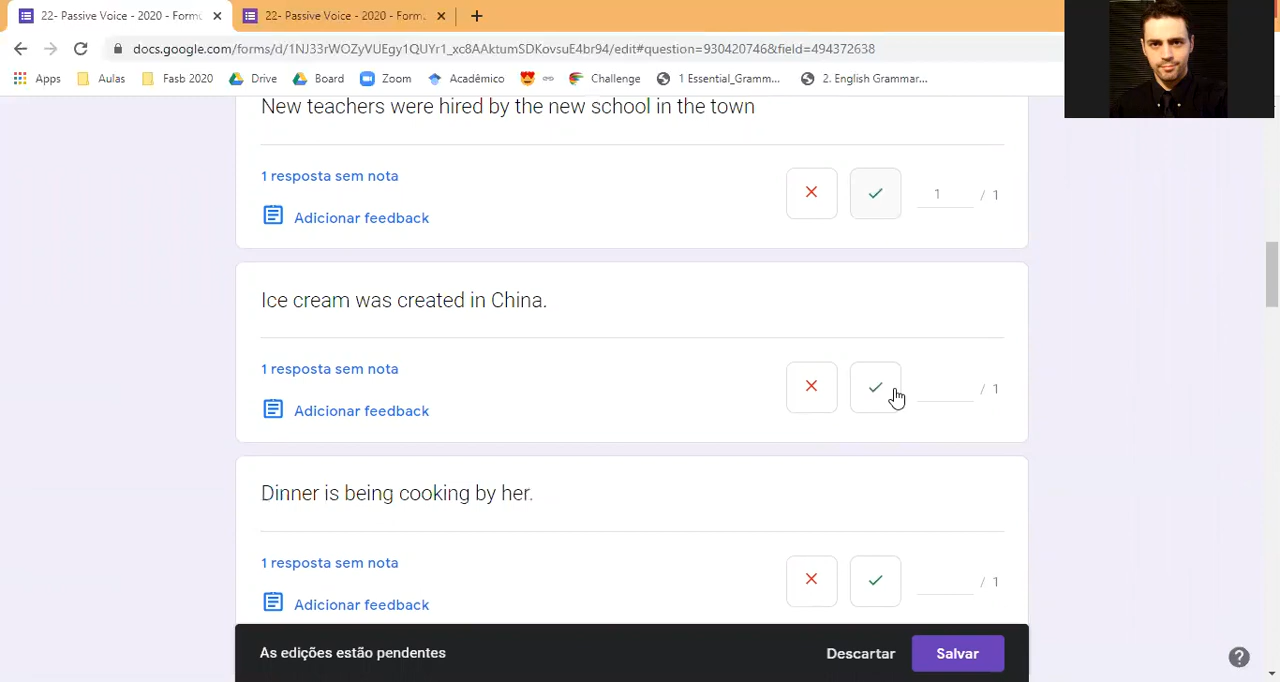 22- Passive Voice - 2020 - Formu
22- Passive Voice - 2020 - Form.
docs.google.com/forms/d/1NJ33rWOZyVUEgy1QUYr1_xc8AAktumSDKovsuE4br94/edit#question=930420746&field=494372638
Apps Aulas Fasb 2020 Drive Board Zoom Acadêmico Challenge 1 Essential_Gramm... 2. English Grammar...
New teachers were hired by the new school in the town
1 resposta sem nota
1 / 1
Adicionar feedback
Ice cream was created in China.
1 resposta sem nota
/ 1
Adicionar feedback
Dinner is being cooking by her.
1 resposta sem nota
/ 1
Adicionar feedback
As edições estão pendentes
Descartar
Salvar